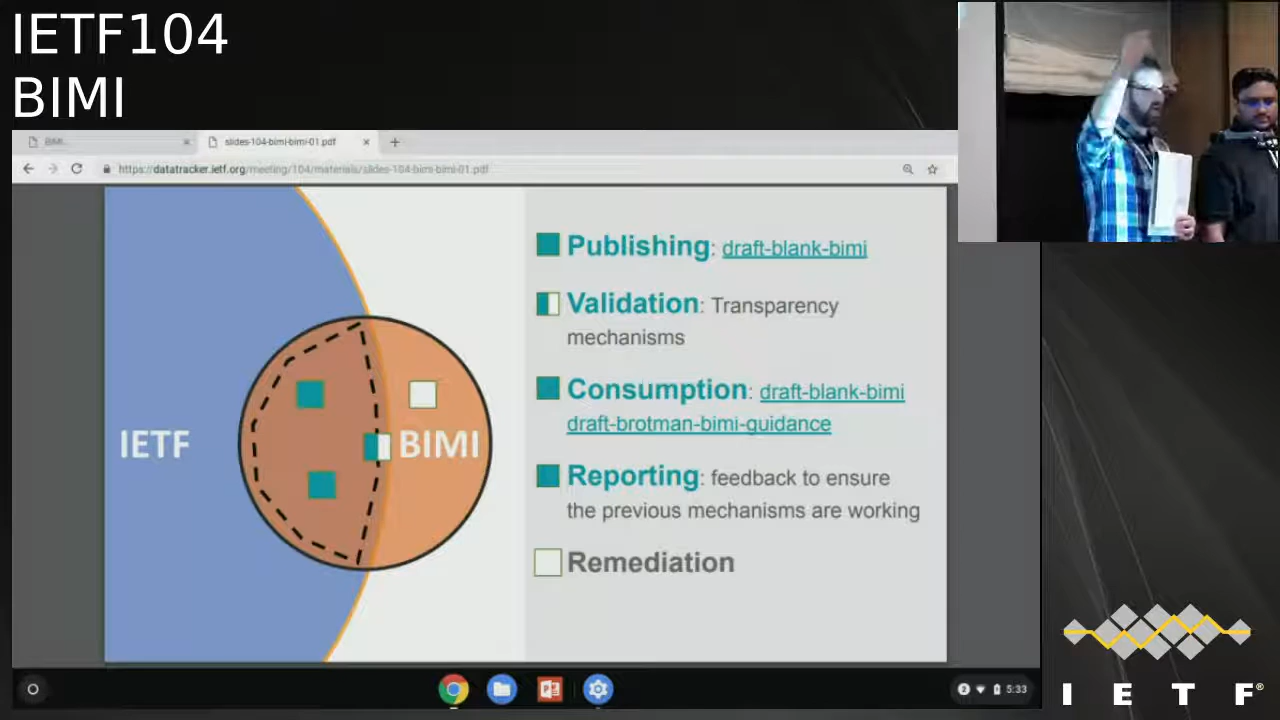 IETF104
BIMI
BIMI
slides-104-bimi-bimi-01.pdf
https://datatracker.ietf.org/meeting/104/materials/slides-104-bimi-bimi-01.pdf
Publishing: draft-blank-bimi
Validation: Transparency
mechanisms
Consumption: draft-blank-bimi
draft-brotman-bimi-guidance
Reporting: feedback to ensure
the previous mechanisms are working
Remediation
IETF
BIMI
2
5:33
I E T F®